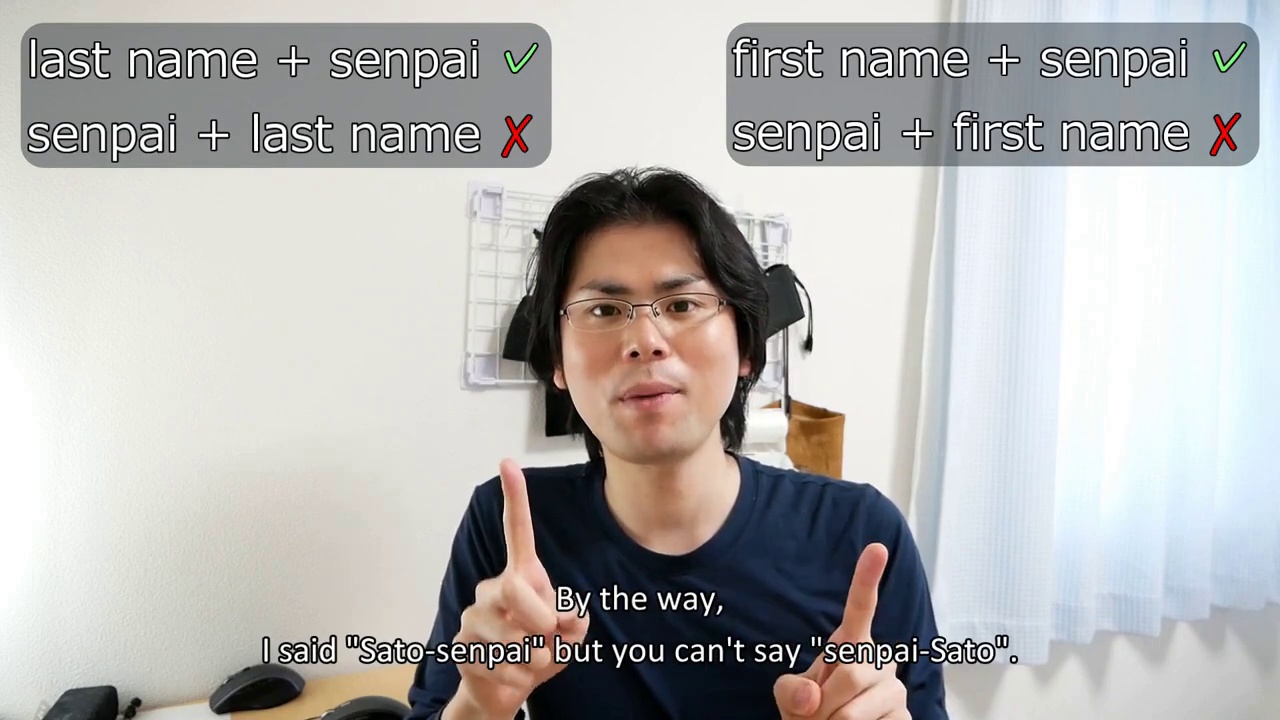 last name + senpai ✓
senpai + last name ✗
first name + senpai ✓
senpai + first name ✗
By the way,
I said "Sato-senpai" but you can't say "senpai-Sato".